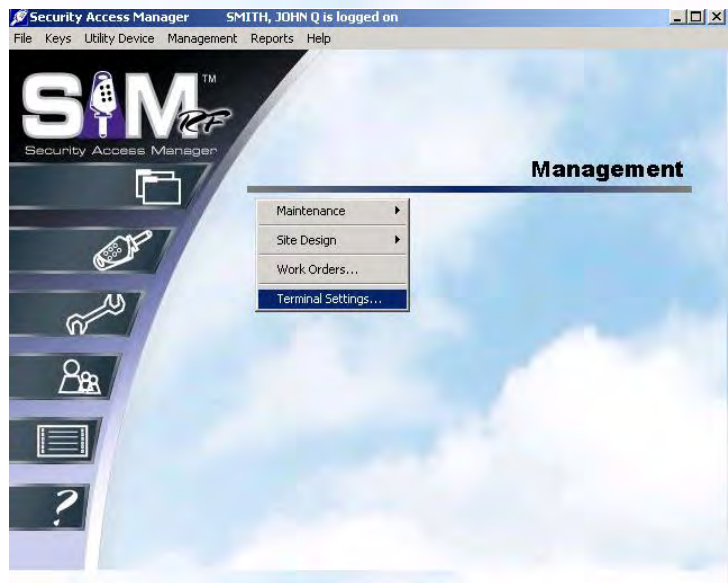 Security Access Manager SMITH, JOHN Q is logged on
File Keys Utility Device Management Reports Help
SAM TM
RF
Security Access Manager
Management
Maintenance
Site Design
Work Orders...
Terminal Settings...
?